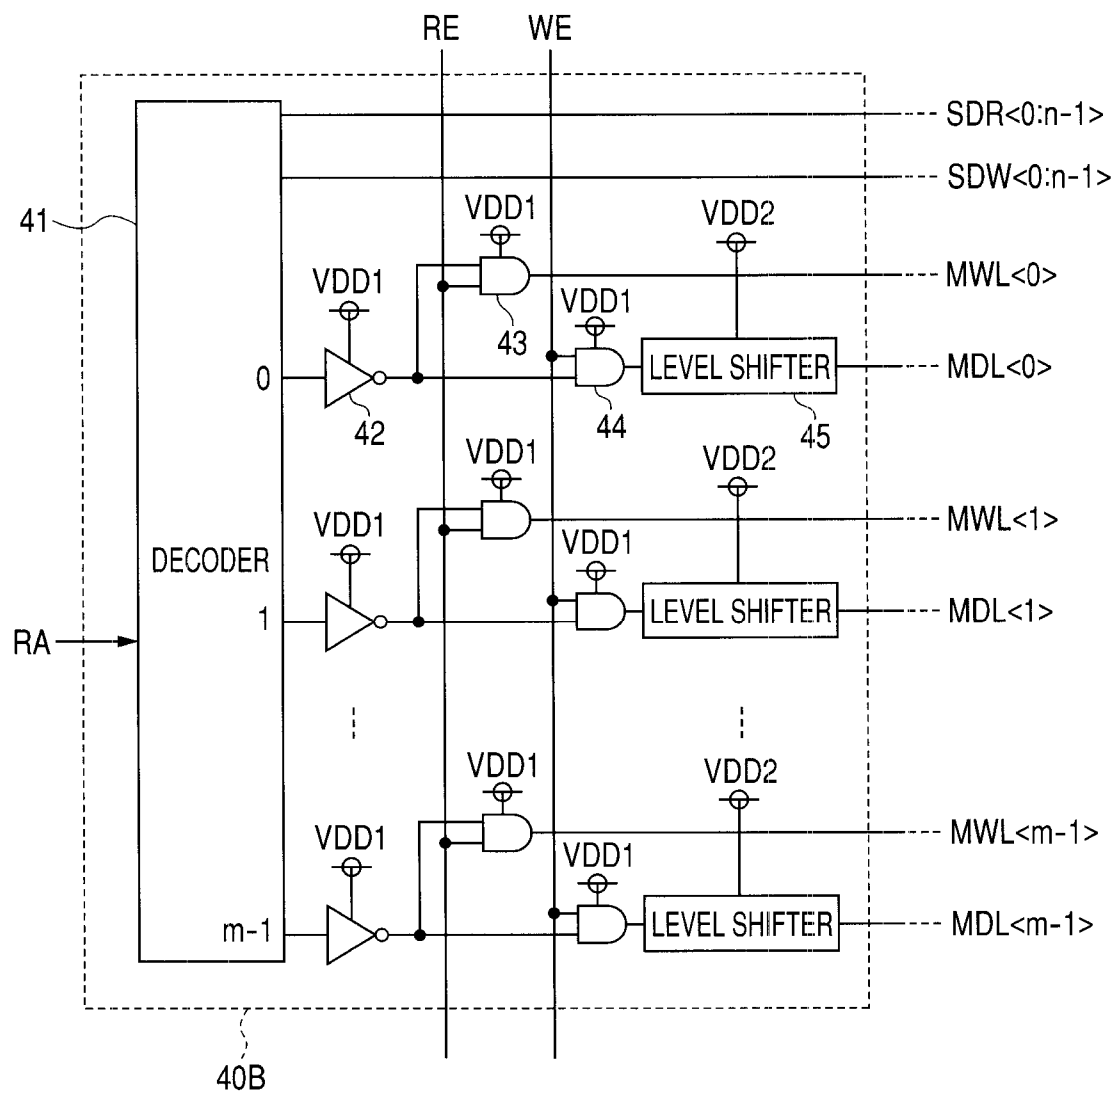 RE WE
SDR<0:n-1>
SDW<0:n-1>
41
VDD1
VDD2
MWL<0>
VDD1
43
VDD1
0
LEVEL SHIFTER
MDL<0>
42
44
45
VDD1
VDD2
MWL<1>
VDD1
VDD1
DECODER
1
LEVEL SHIFTER
MDL<1>
RA
VDD1
VDD2
MWL<m-1>
VDD1
VDD1
m-1
LEVEL SHIFTER
MDL<m-1>
40B